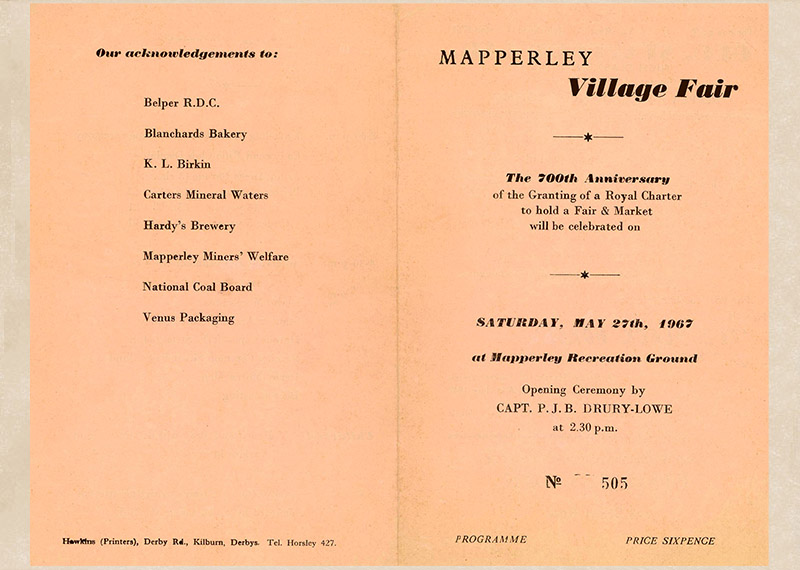 Our acknowledgements to:
Belper R.D.C.
Blanchards Bakery
K. L. Birkin
Carters Mineral Waters
Hardy's Brewery
Mapperley Miners' Welfare
National Coal Board
Venus Packaging
Hawkins (Printers), Derby Rd., Kilburn, Derbys. Tel. Horsley 427.
MAPPERLEY
Village Fair
The 700th Anniversary
of the Granting of a Royal Charter
to hold a Fair & Market
will be celebrated on
SATURDAY, MAY 27th, 1967
at Mapperley Recreation Ground
Opening Ceremony by
CAPT. P. J. B. DRURY-LOWE
at 2.30 p.m.
No 505
PROGRAMME PRICE SIXPENCE